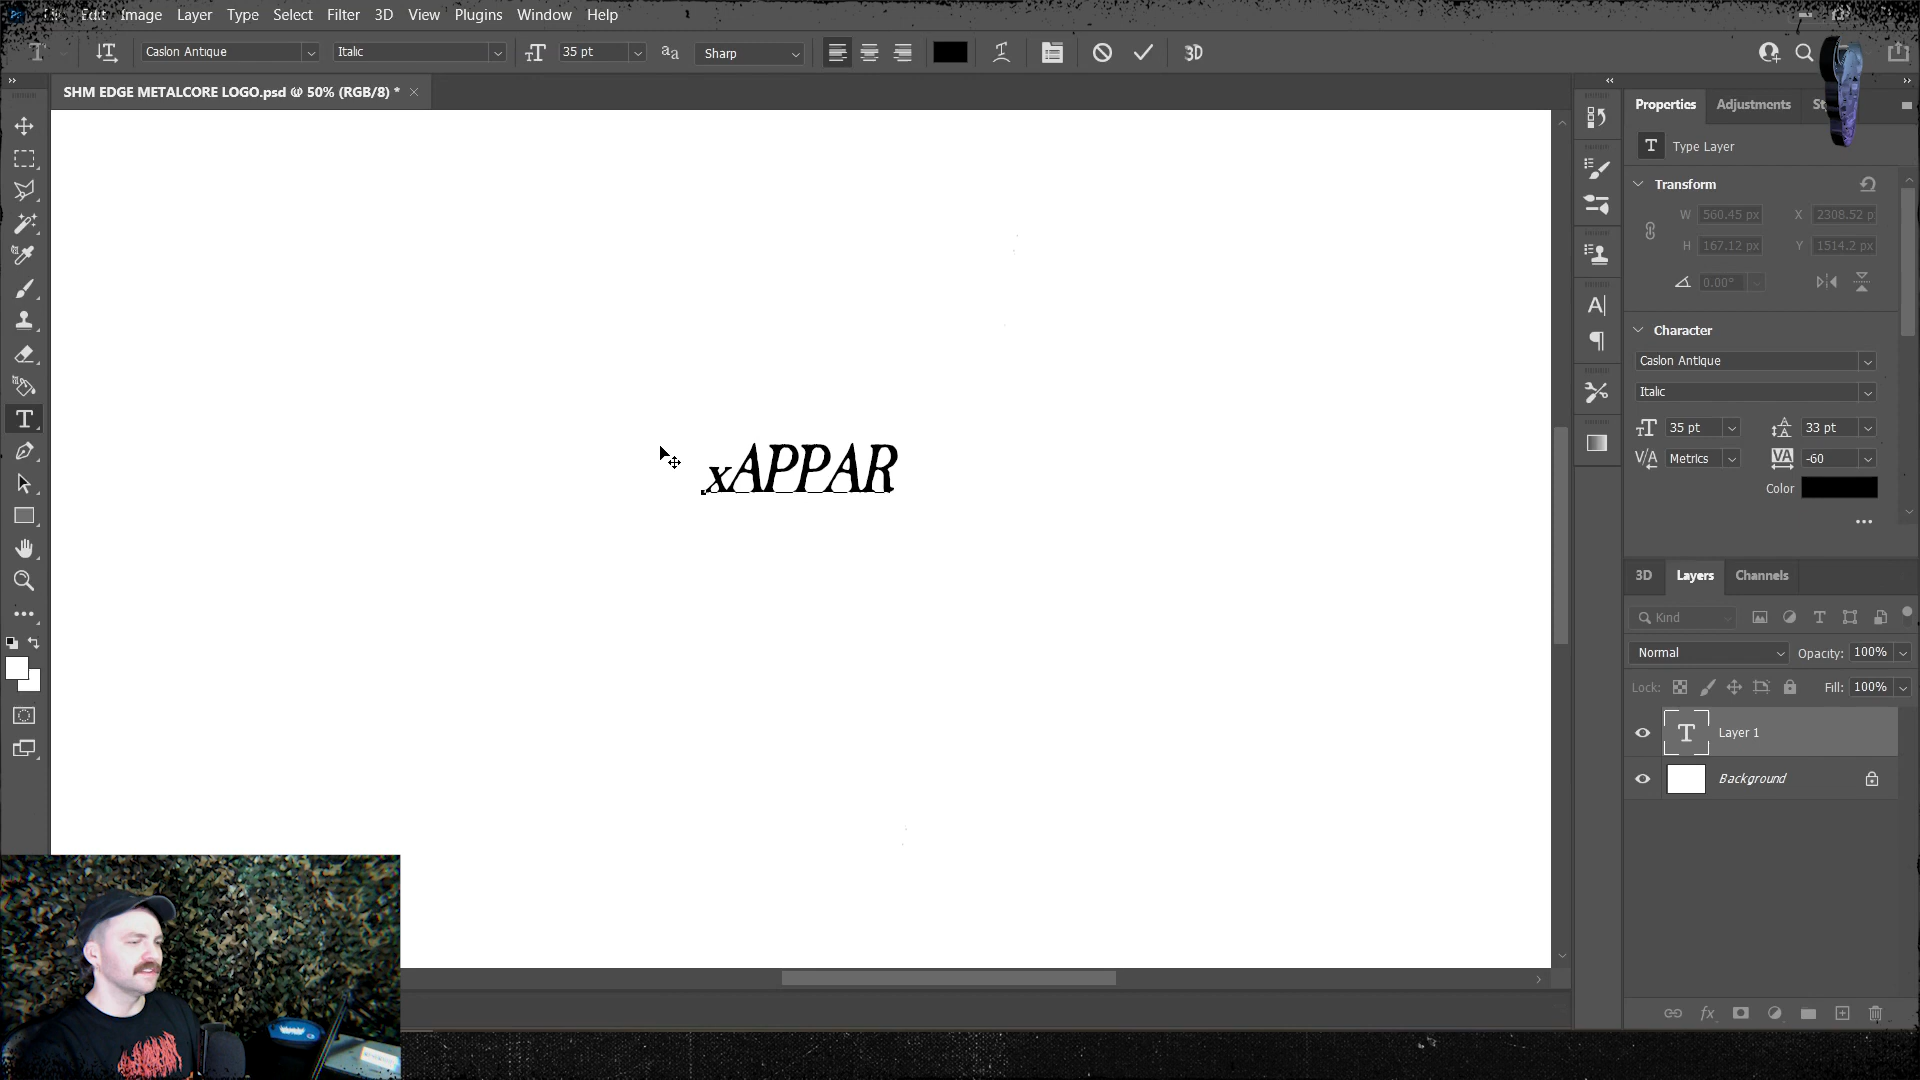 Ps File Edit Image Layer Type Select Filter 3D View Plugins Window Help
Caslon Antique Italic 35 pt Sharp 3D
SHM EDGE METALCORE LOGO.psd @ 50% (RGB/8) *
Properties Adjustments
T Type Layer
Transform
W 560.45 px X 2308.52 p
H 167.12 px Y 1514.2 px
0.00°
Character
Caslon Antique
Italic
35 pt 33 pt
Metrics -60
Color
xAPPAR
3D Layers Channels
Kind
Normal Opacity: 100%
Lock: Fill: 100%
T Layer 1
Background
fx